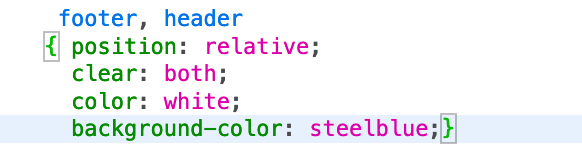 footer, header
{ position: relative;
clear: both;
color: white;
background-color: steelblue;}